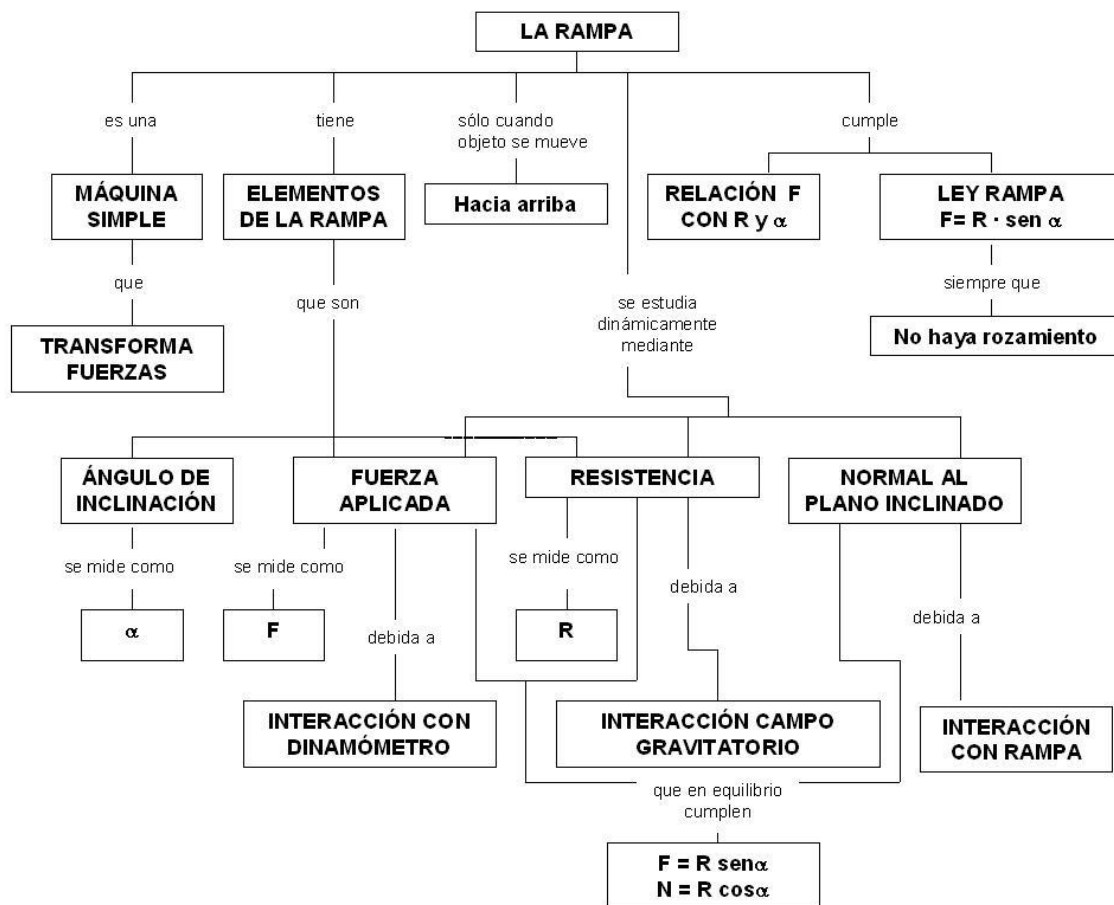 LA RAMPA
es una
tiene
sólo cuando
objeto se mueve
cumple
MÁQUINA
SIMPLE
ELEMENTOS
DE LA RAMPA
Hacia arriba
RELACIÓN F
CON R y α
LEY RAMPA
F= R · sen α
que
que son
se estudia
dinámicamente
mediante
siempre que
TRANSFORMA
FUERZAS
No haya rozamiento
ÁNGULO DE
INCLINACIÓN
FUERZA
APLICADA
RESISTENCIA
NORMAL AL
PLANO INCLINADO
se mide como
se mide como
se mide como
debida a
debida a
α
F
debida a
R
INTERACCIÓN CON
DINAMÓMETRO
INTERACCIÓN CAMPO
GRAVITATORIO
INTERACCIÓN
CON RAMPA
que en equilibrio
cumplen
F = R senα
N = R cosα